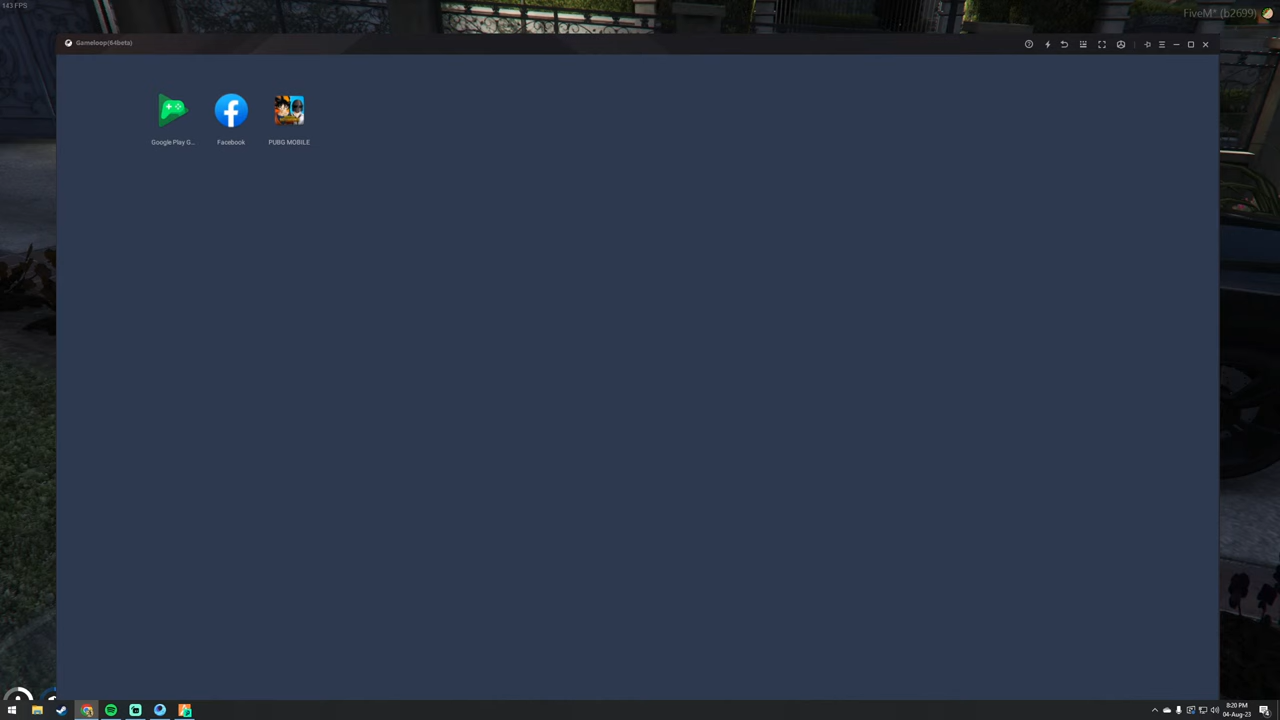 143 FPS
FiveM* (b2699)
Gameloop(64beta)
Google Play G...
Facebook
PUBG MOBILE
8:20 PM
04-Aug-23